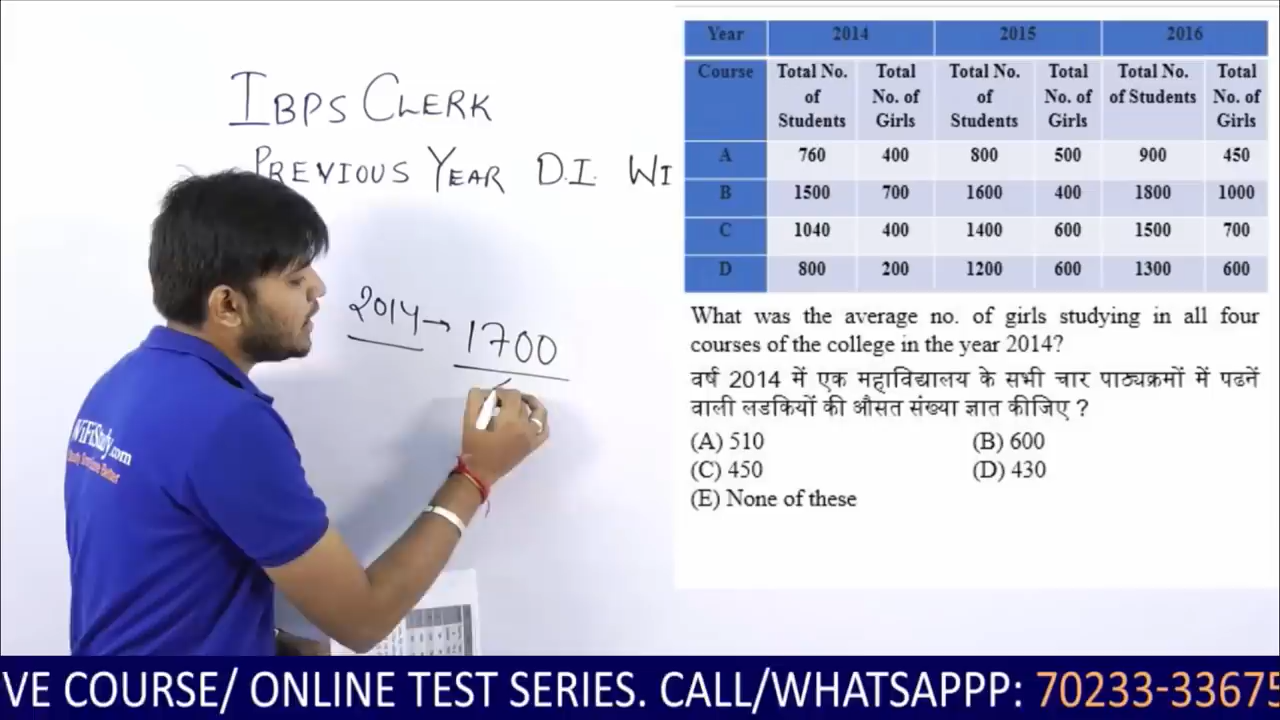 IBPS CLERK
PREVIOUS YEAR D.I. WI
2014→ 1700
WiFiStudy.com
Year 2014 2015 2016
Course Total No. of Students Total No. of Girls Total No. of Students Total No. of Girls Total No. of Students Total No. of Girls
A 760 400 800 500 900 450
B 1500 700 1600 400 1800 1000
C 1040 400 1400 600 1500 700
D 800 200 1200 600 1300 600
What was the average no. of girls studying in all four
courses of the college in the year 2014?
वर्ष 2014 में एक महाविद्यालय के सभी चार पाठ्यक्रमों में पढनें
वाली लडकियों की औसत संख्या ज्ञात कीजिए ?
(A) 510 (B) 600
(C) 450 (D) 430
(E) None of these
VE COURSE/ ONLINE TEST SERIES. CALL/WHATSAPPP: 70233-33675